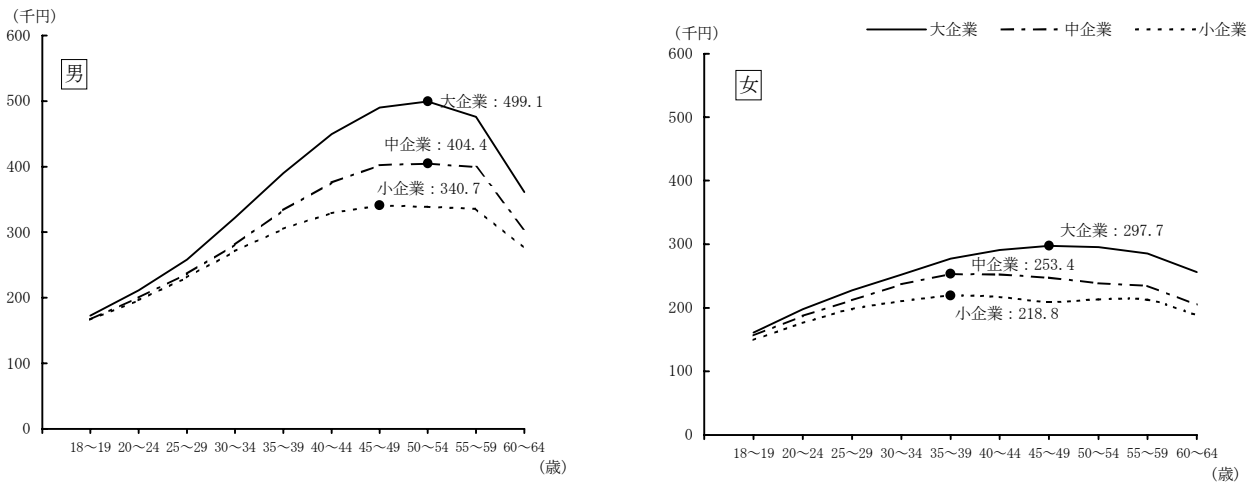 (千円)
600
500
400
300
200
100
0
男
大企業：499.1
中企業：404.4
小企業：340.7
18～19 20～24 25～29 30～34 35～39 40～44 45～49 50～54 55～59 60～64
(歳)
大企業 中企業 小企業
(千円)
600
500
400
300
200
100
0
女
大企業：297.7
中企業：253.4
小企業：218.8
18～19 20～24 25～29 30～34 35～39 40～44 45～49 50～54 55～59 60～64
(歳)